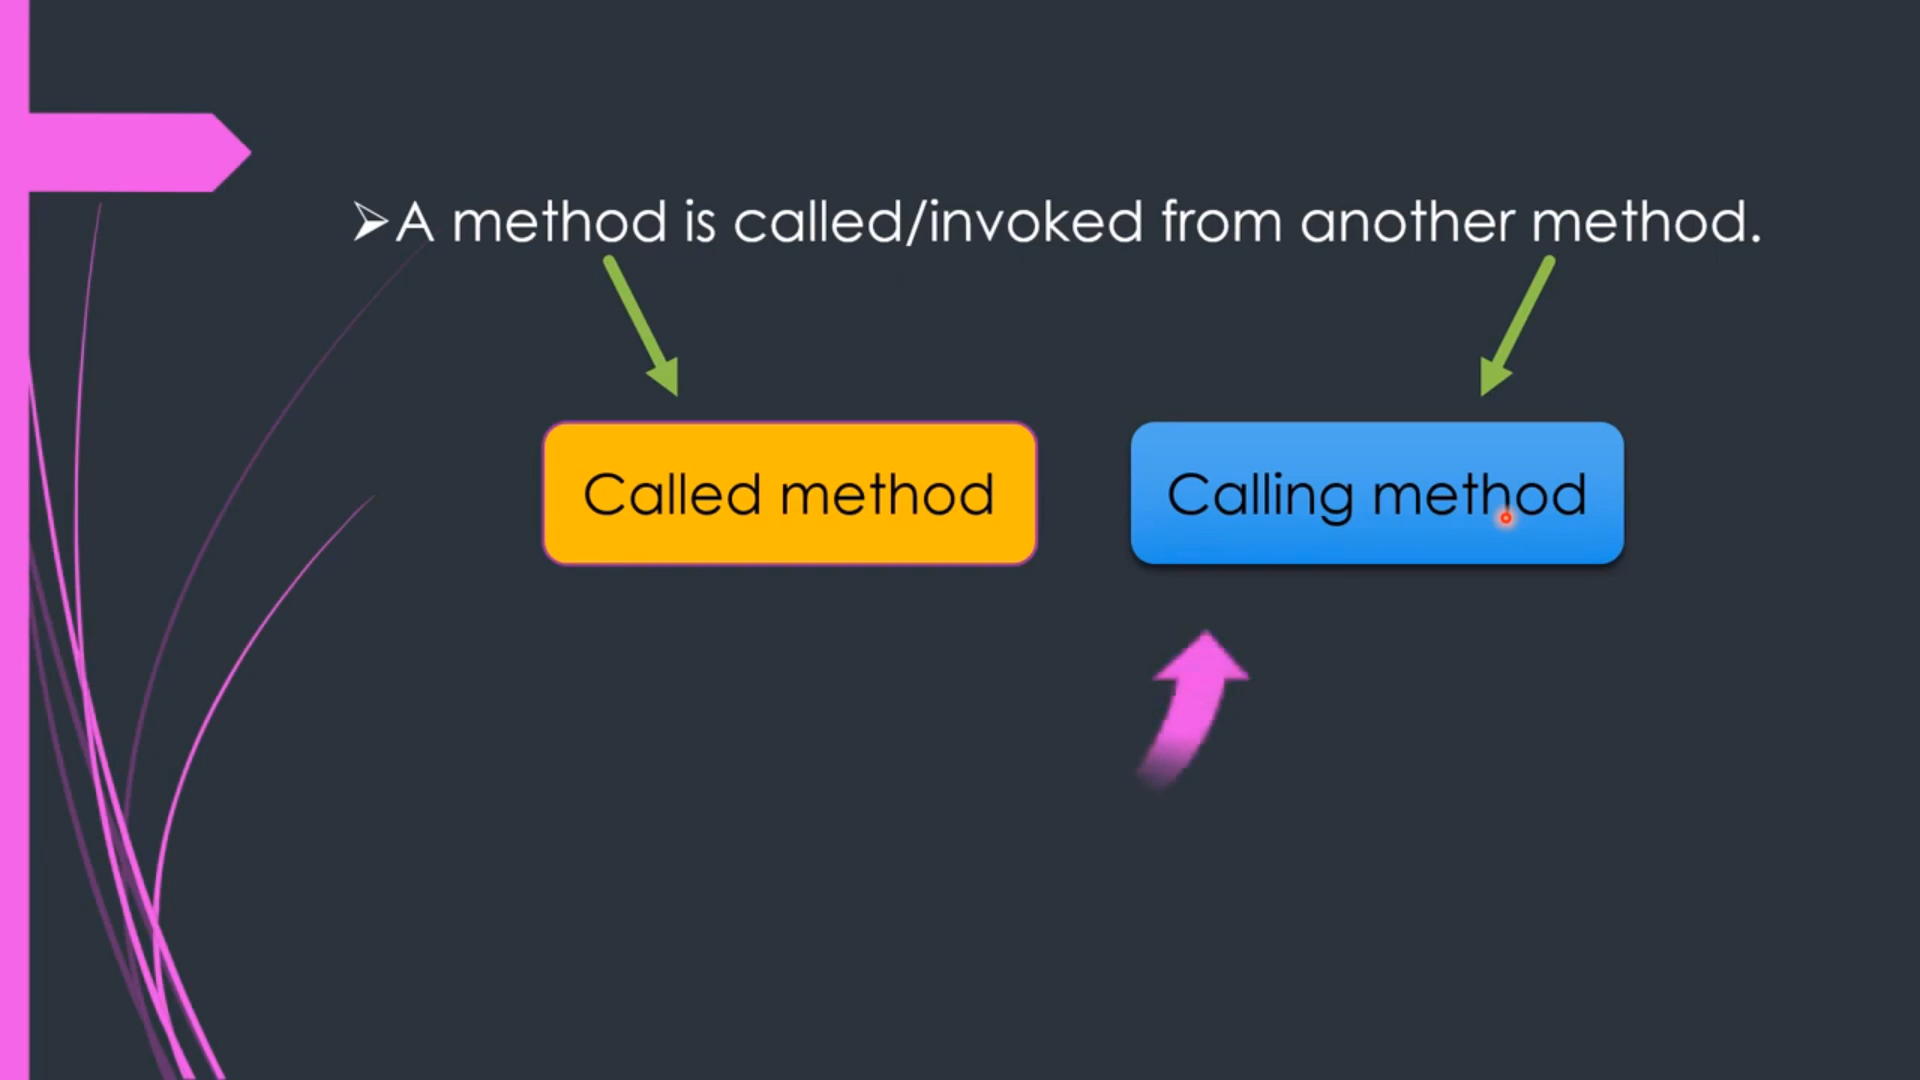 ➢A method is called/invoked from another method.
Called method
Calling method